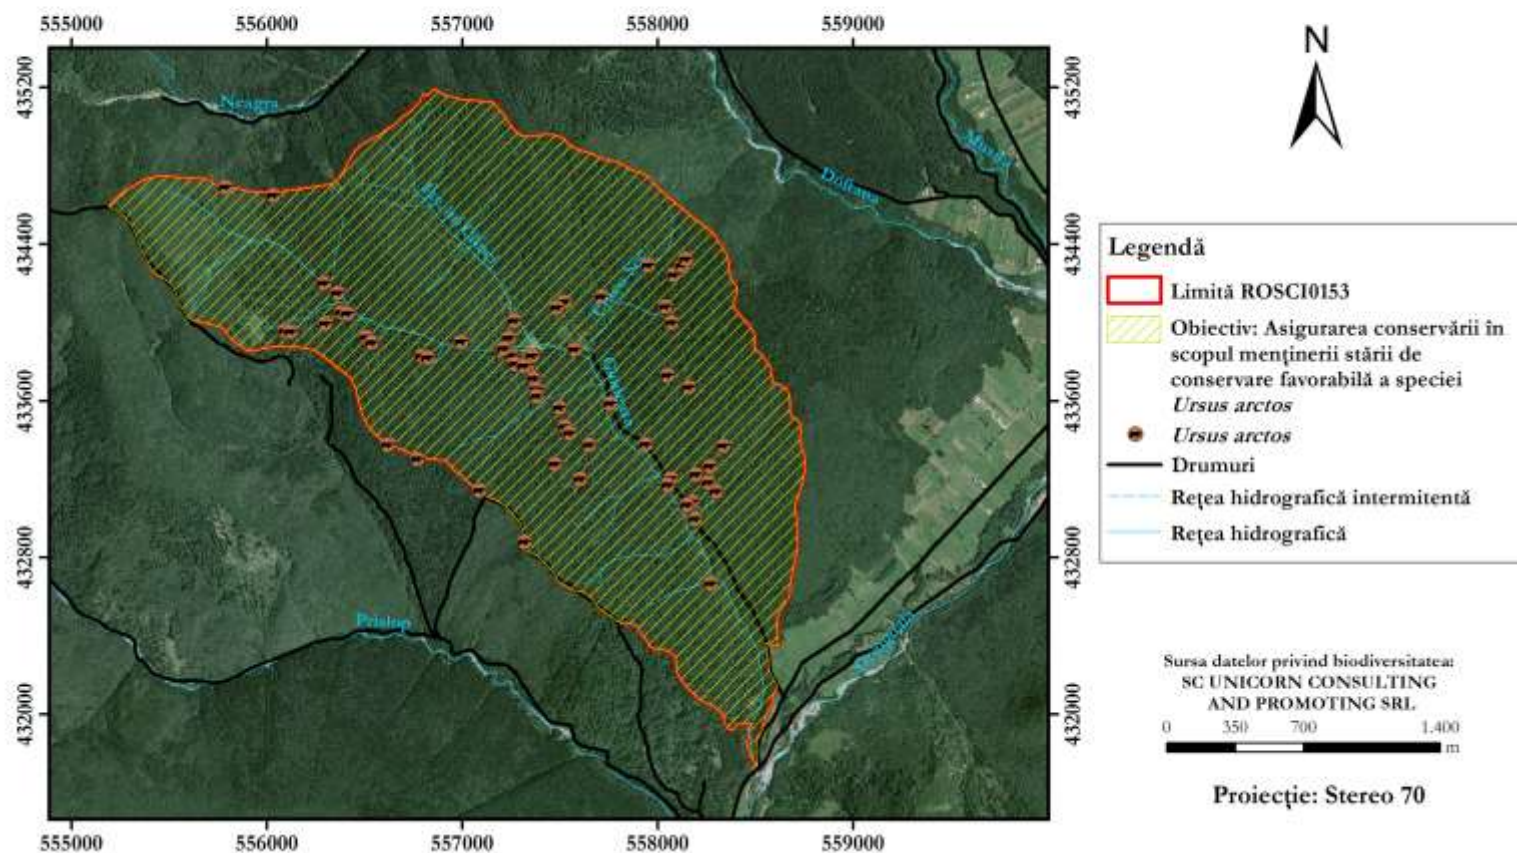 555000 556000 557000 558000 559000
435200
434400
433600
432800
432000
435200
434400
433600
432800
432000
Neagra
Doftana
Prislop
555000 556000 557000 558000 559000
N
Legendă
Limită ROSCI0153
Obiectiv: Asigurarea conservării în
scopul menținerii stării de
conservare favorabilă a speciei
Ursus arctos
Ursus arctos
Drumuri
Rețea hidrografică intermitentă
Rețea hidrografică
Sursa datelor privind biodiversitatea:
SC UNICORN CONSULTING
AND PROMOTING SRL
0 350 700 1.400
m
Proiecție: Stereo 70